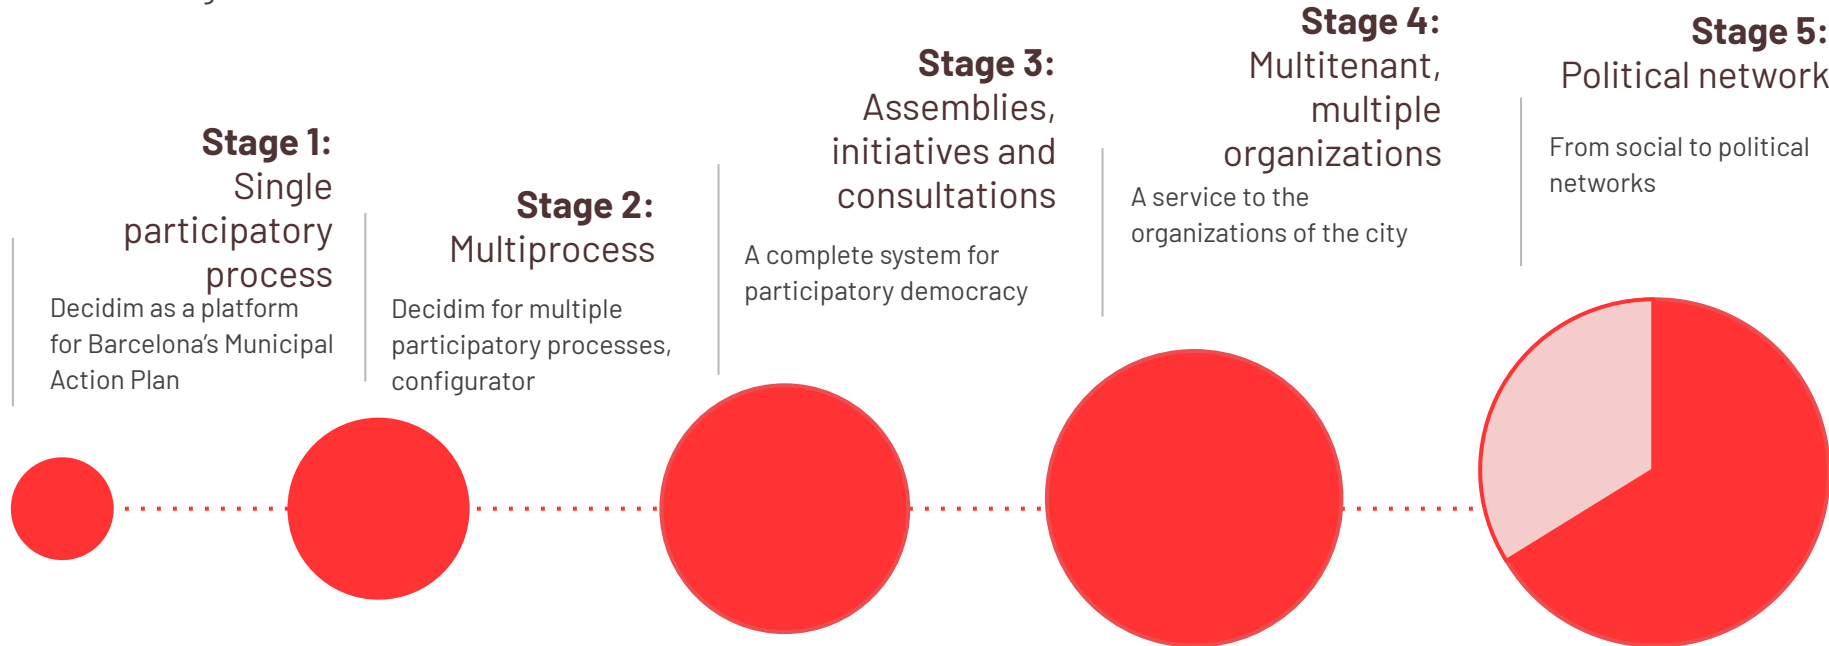 Stage 1:
Single
participatory
process
Decidim as a platform
for Barcelona's Municipal
Action Plan
Stage 2:
Multiprocess
Decidim for multiple
participatory processes,
configurator
Stage 3:
Assemblies,
initiatives and
consultations
A complete system for
participatory democracy
Stage 4:
Multitenant,
multiple
organizations
A service to the
organizations of the city
Stage 5:
Political network
From social to political
networks